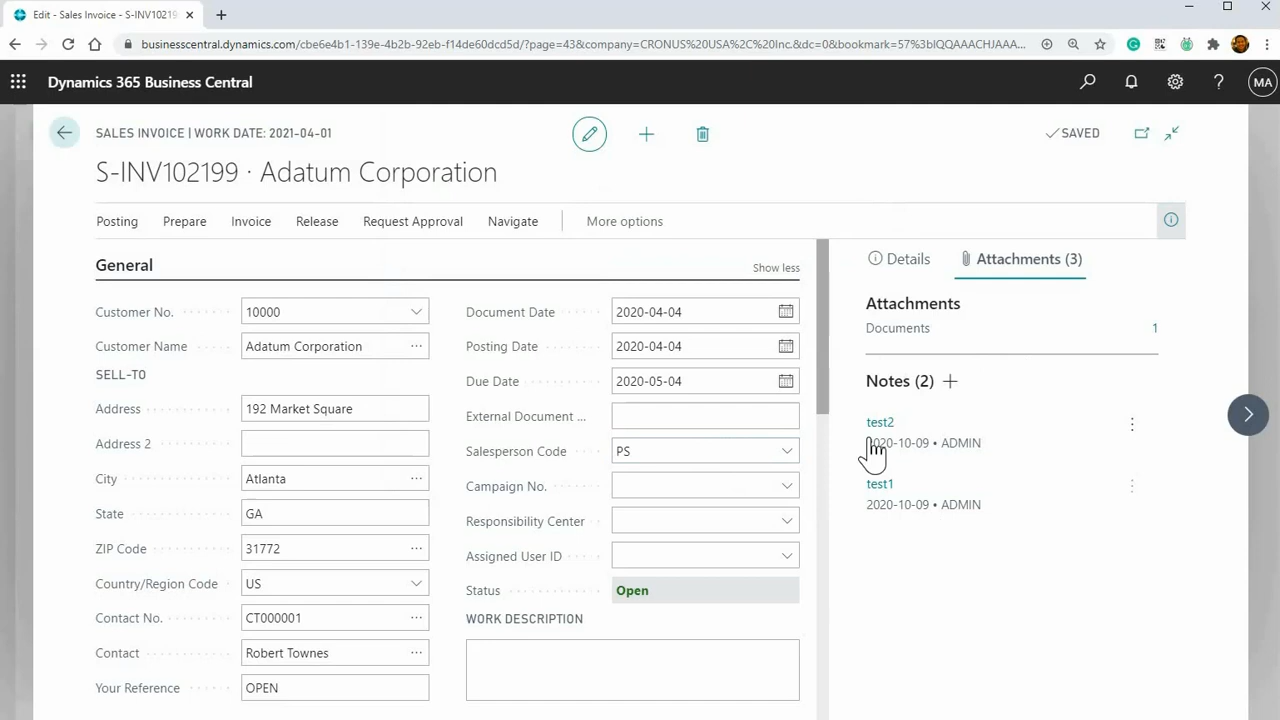 Edit - Sales Invoice - S-INV102199
businesscentral.dynamics.com/cbe6e4b1-139e-4b2b-92eb-f14de60dcd5d/?page=43&company=CRONUS%20USA%2C%20Inc.&dc=0&bookmark=57%3bIQQAAACHJAAA...
Dynamics 365 Business Central
MA
SALES INVOICE | WORK DATE: 2021-04-01
SAVED
S-INV102199 · Adatum Corporation
Posting Prepare Invoice Release Request Approval Navigate More options
General
Show less
Customer No. 10000
Customer Name Adatum Corporation
SELL-TO
Address 192 Market Square
Address 2
City Atlanta
State GA
ZIP Code 31772
Country/Region Code US
Contact No. CT000001
Contact Robert Townes
Your Reference OPEN
Document Date 2020-04-04
Posting Date 2020-04-04
Due Date 2020-05-04
External Document ...
Salesperson Code PS
Campaign No.
Responsibility Center
Assigned User ID
Status Open
WORK DESCRIPTION
Details Attachments (3)
Attachments
Documents 1
Notes (2)
test2
2020-10-09 • ADMIN
test1
2020-10-09 • ADMIN